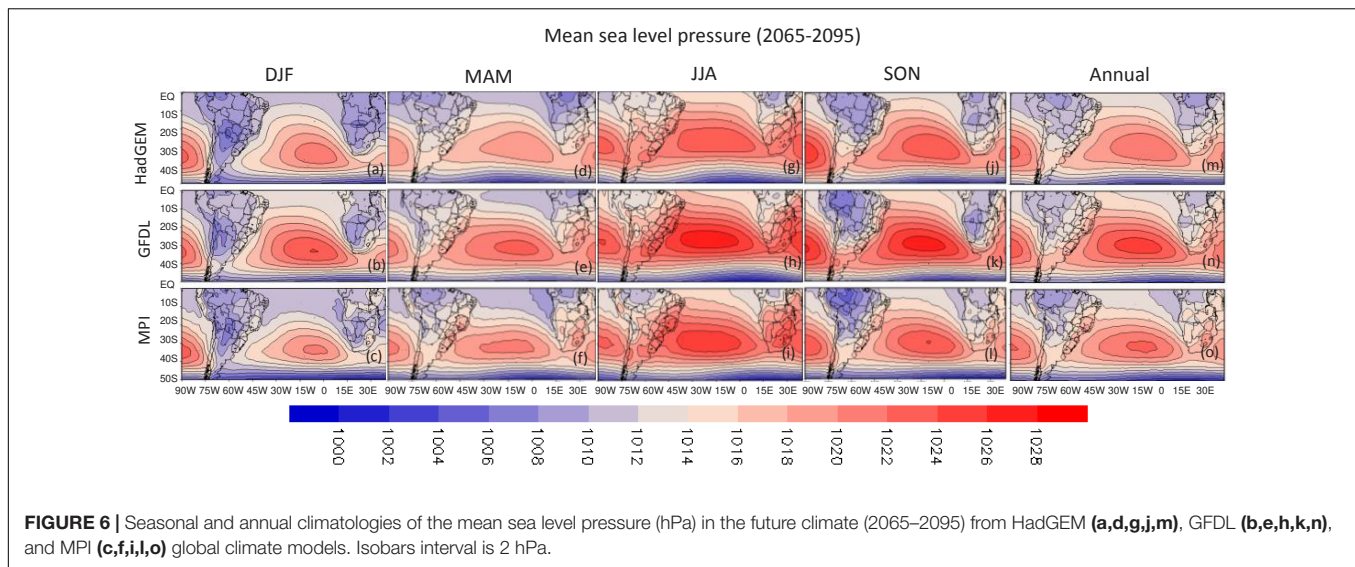 Mean sea level pressure (2065-2095)
DJF MAM JJA SON Annual
HadGEM
EQ
10S
20S
30S
40S
(a) (d) (g) (j) (m)
GFDL
EQ
10S
20S
30S
40S
(b) (e) (h) (k) (n)
MPI
EQ
10S
20S
30S
40S
50S
(c) (f) (i) (l) (o)
90W 75W 60W 45W 30W 15W 0 15E 30E 90W 75W 60W 45W 30W 15W 0 15E 30E 90W 75W 60W 45W 30W 15W 0 15E 30E 90W 75W 60W 45W 30W 15W 0 15E 30E 90W 75W 60W 45W 30W 15W 0 15E 30E
1000 1002 1004 1006 1008 1010 1012 1014 1016 1018 1020 1022 1024 1026 1028
FIGURE 6 | Seasonal and annual climatologies of the mean sea level pressure (hPa) in the future climate (2065–2095) from HadGEM (a,d,g,j,m), GFDL (b,e,h,k,n),
and MPI (c,f,i,l,o) global climate models. Isobars interval is 2 hPa.